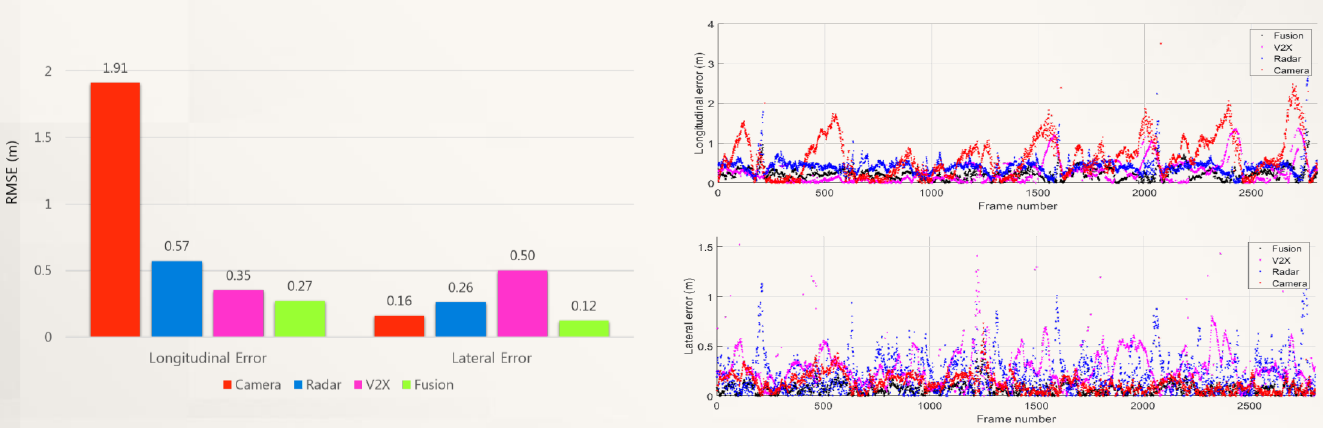 2
1.5
1
0.5
0
RMSE (m)
1.91
0.57
0.35
0.27
0.16
0.26
0.50
0.12
Longitudinal Error
Lateral Error
Camera Radar V2X Fusion
4
3
2
1
0
Longitudinal error (m)
Fusion
V2X
Radar
Camera
0 500 1000 1500 2000 2500
Frame number
1.5
1
0.5
0
Lateral error (m)
Fusion
V2X
Radar
Camera
0 500 1000 1500 2000 2500
Frame number